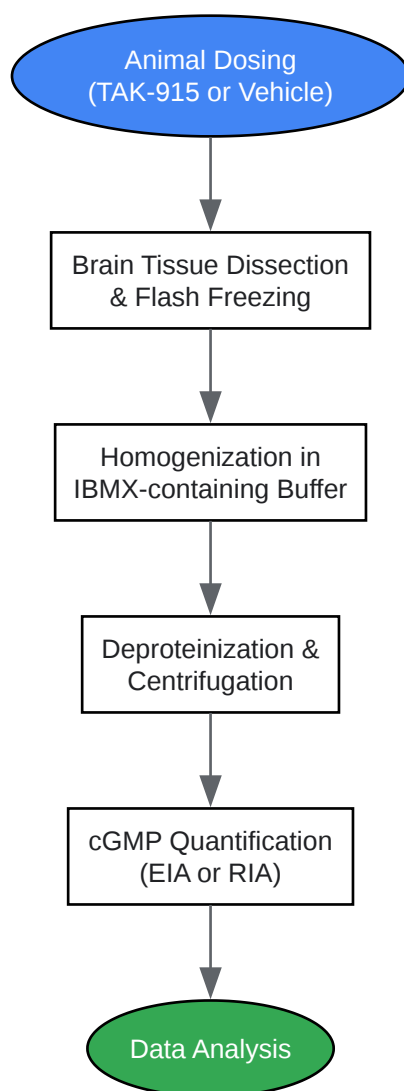 Animal Dosing
(TAK-915 or Vehicle)
Brain Tissue Dissection
& Flash Freezing
Homogenization in
IBMX-containing Buffer
Deproteinization &
Centrifugation
cGMP Quantification
(EIA or RIA)
Data Analysis